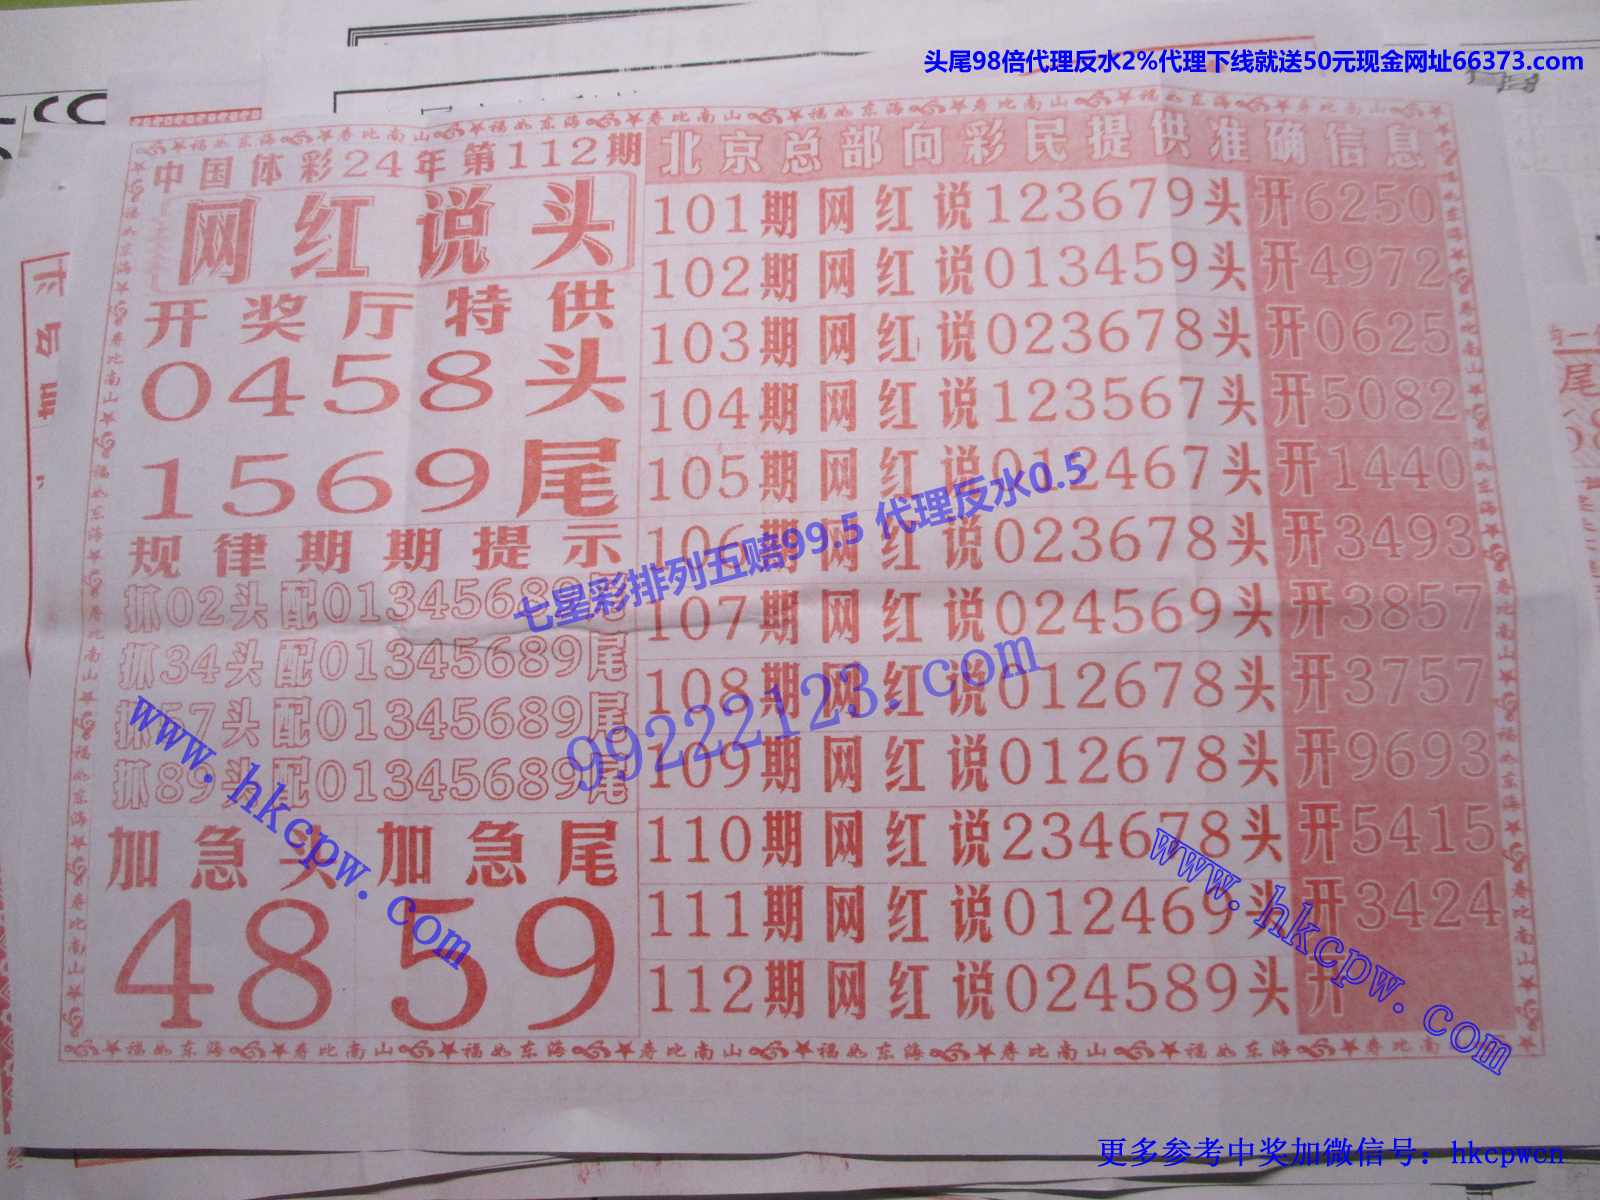 头尾98倍代理反水2%代理下线就送50元现金网址66373.com
中国体彩24年第112期
网红说头
开奖厅特供
0458头
1569尾
规律期期提示
抓02头配01345689尾
抓34头配01345689尾
抓57头配01345689尾
抓89头配01345689尾
加急头 加急尾
48 59
北京总部向彩民提供准确信息
101期网红说123679头 开6250
102期网红说013459头 开4972
103期网红说023678头 开0625
104期网红说123567头 开5082
105期网红说012467头 开1440
106期网红说023678头 开3493
107期网红说024569头 开3857
108期网红说012678头 开3757
109期网红说012678头 开9693
110期网红说234678头 开5415
111期网红说012469头 开3424
112期网红说024589头 开
七星彩排列五赔99.5 代理反水0.5
99222123.com
www.hkcpw.com
www.hkcpw.com
更多参考中奖加微信号：hkcpwcn
福如东海 寿比南山
尾